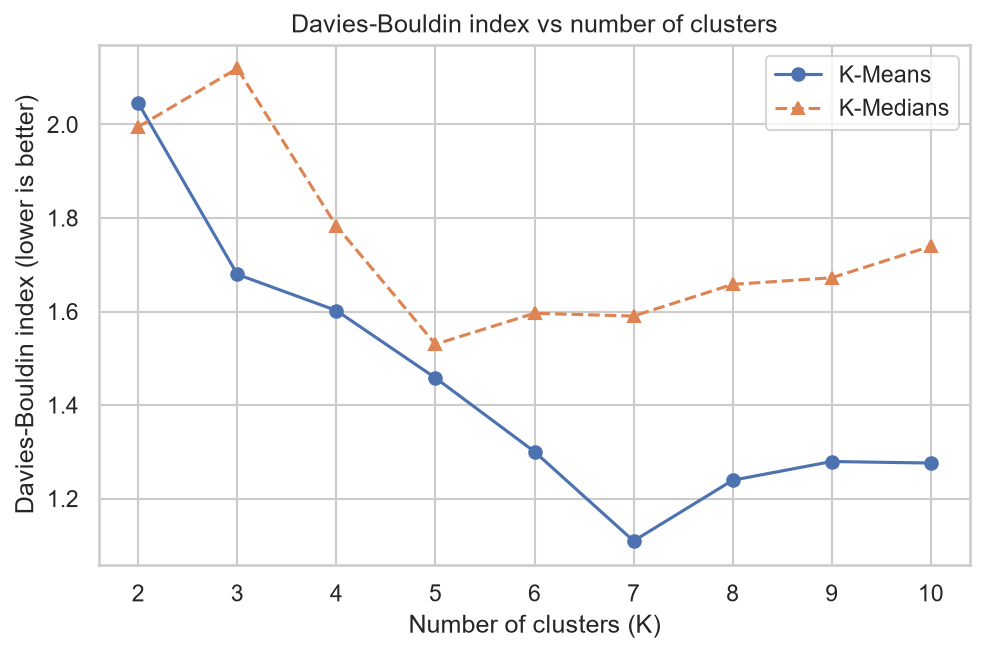 Davies-Bouldin index vs number of clusters
K-Means
K-Medians
Davies-Bouldin index (lower is better)
2.0
1.8
1.6
1.4
1.2
2 3 4 5 6 7 8 9 10
Number of clusters (K)